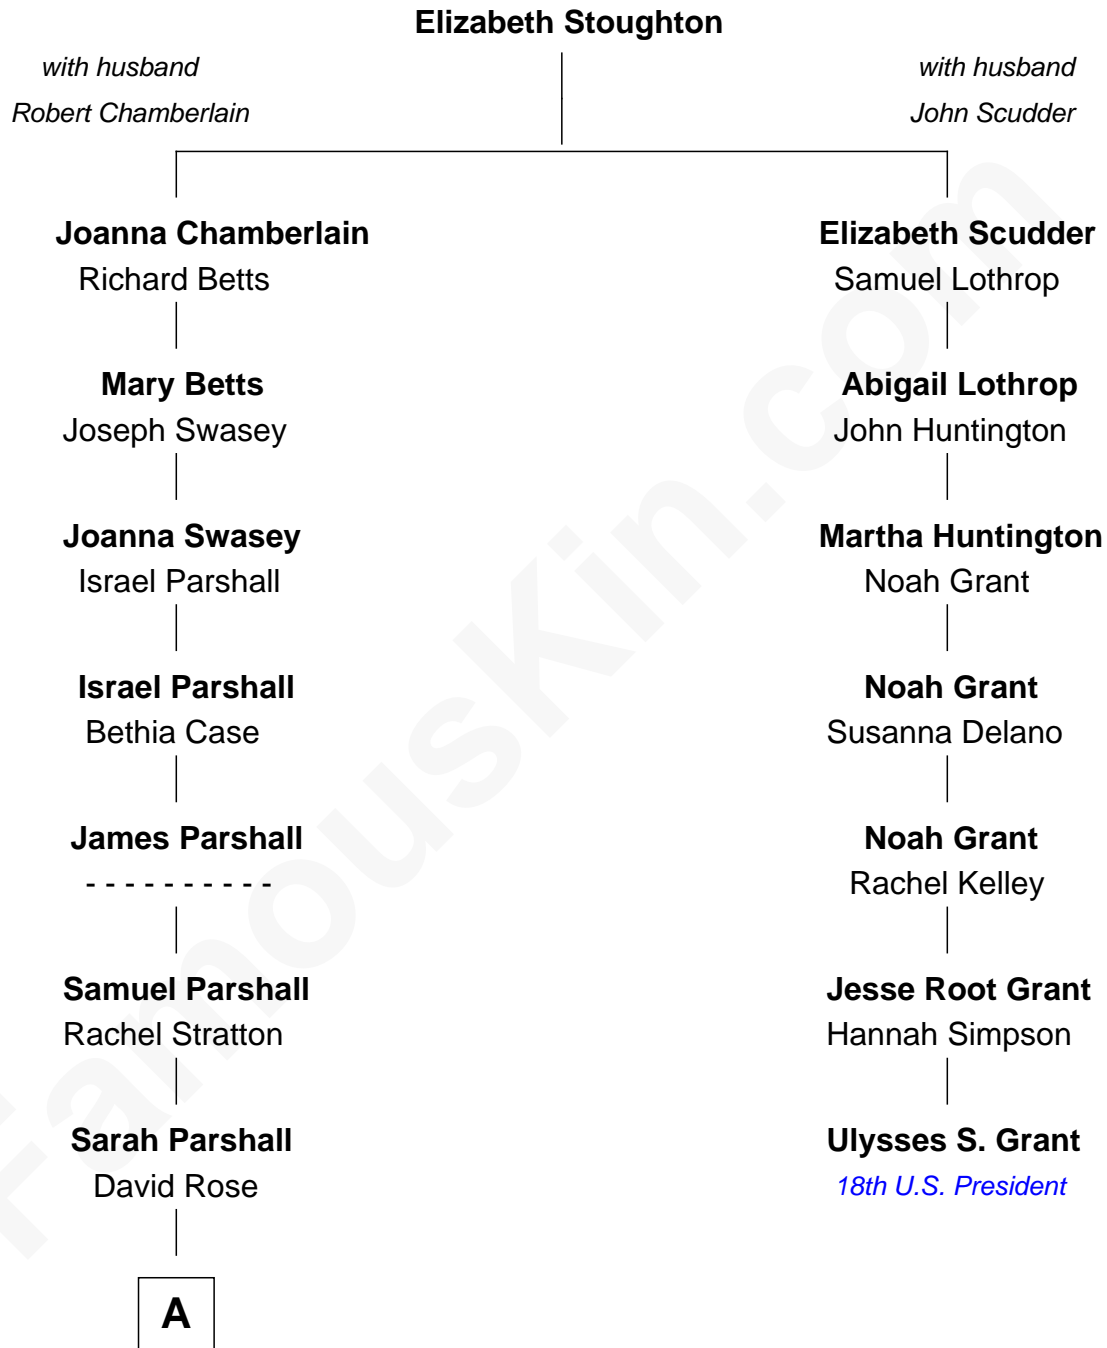 Elizabeth Stoughton
with husband
Robert Chamberlain
with husband
John Scudder
Joanna Chamberlain
Richard Betts
Elizabeth Scudder
Samuel Lothrop
Mary Betts
Joseph Swasey
Abigail Lothrop
John Huntington
Joanna Swasey
Israel Parshall
Martha Huntington
Noah Grant
Israel Parshall
Bethia Case
Noah Grant
Susanna Delano
James Parshall
- - - - - - - - - -
Noah Grant
Rachel Kelley
Samuel Parshall
Rachel Stratton
Jesse Root Grant
Hannah Simpson
Sarah Parshall
David Rose
Ulysses S. Grant
18th U.S. President
A
FamousKin.com